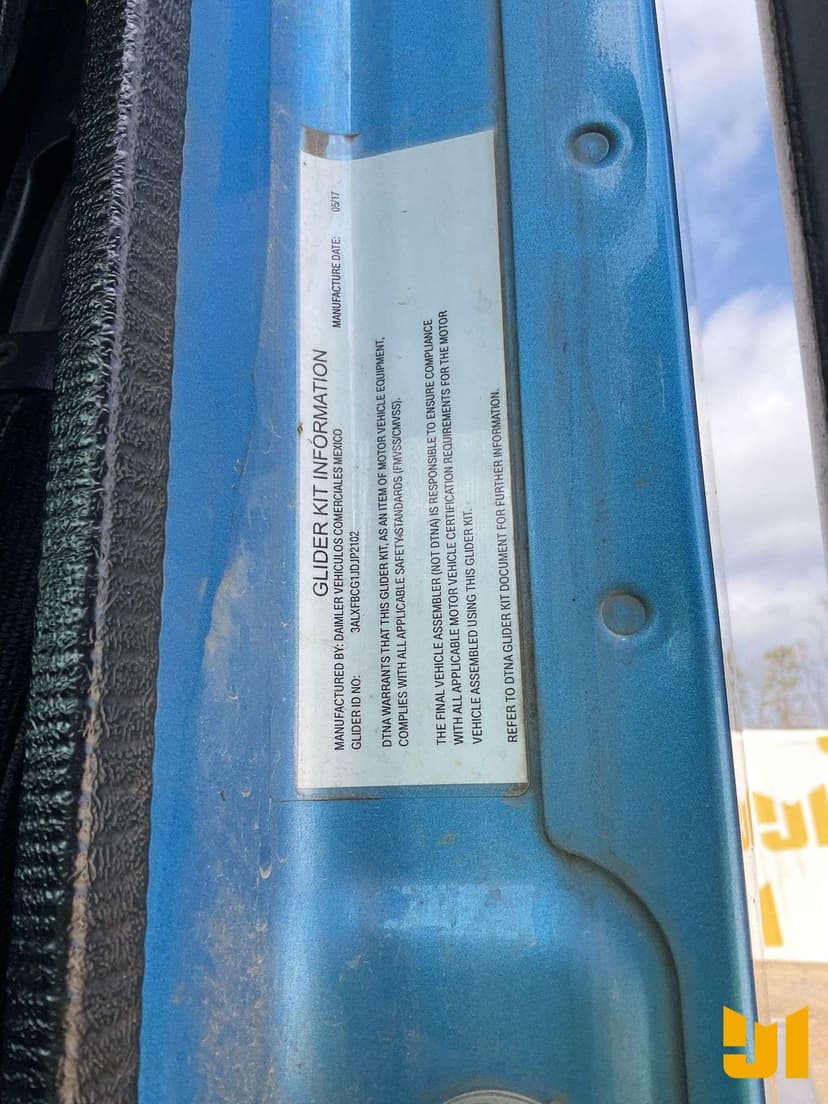 GLIDER KIT INFORMATION
MANUFACTURED BY: DAIMLER VEHICULOS COMERCIALES MEXICO MANUFACTURE DATE: 05/17
GLIDER ID NO: 3ALXFBCG1JDJP2102
DTNA WARRANTS THAT THIS GLIDER KIT, AS AN ITEM OF MOTOR VEHICLE EQUIPMENT,
COMPLIES WITH ALL APPLICABLE SAFETY STANDARDS (FMVSS/CMVSS).
THE FINAL VEHICLE ASSEMBLER (NOT DTNA) IS RESPONSIBLE TO ENSURE COMPLIANCE
WITH ALL APPLICABLE MOTOR VEHICLE CERTIFICATION REQUIREMENTS FOR THE MOTOR
VEHICLE ASSEMBLED USING THIS GLIDER KIT.
REFER TO DTNA GLIDER KIT DOCUMENT FOR FURTHER INFORMATION.